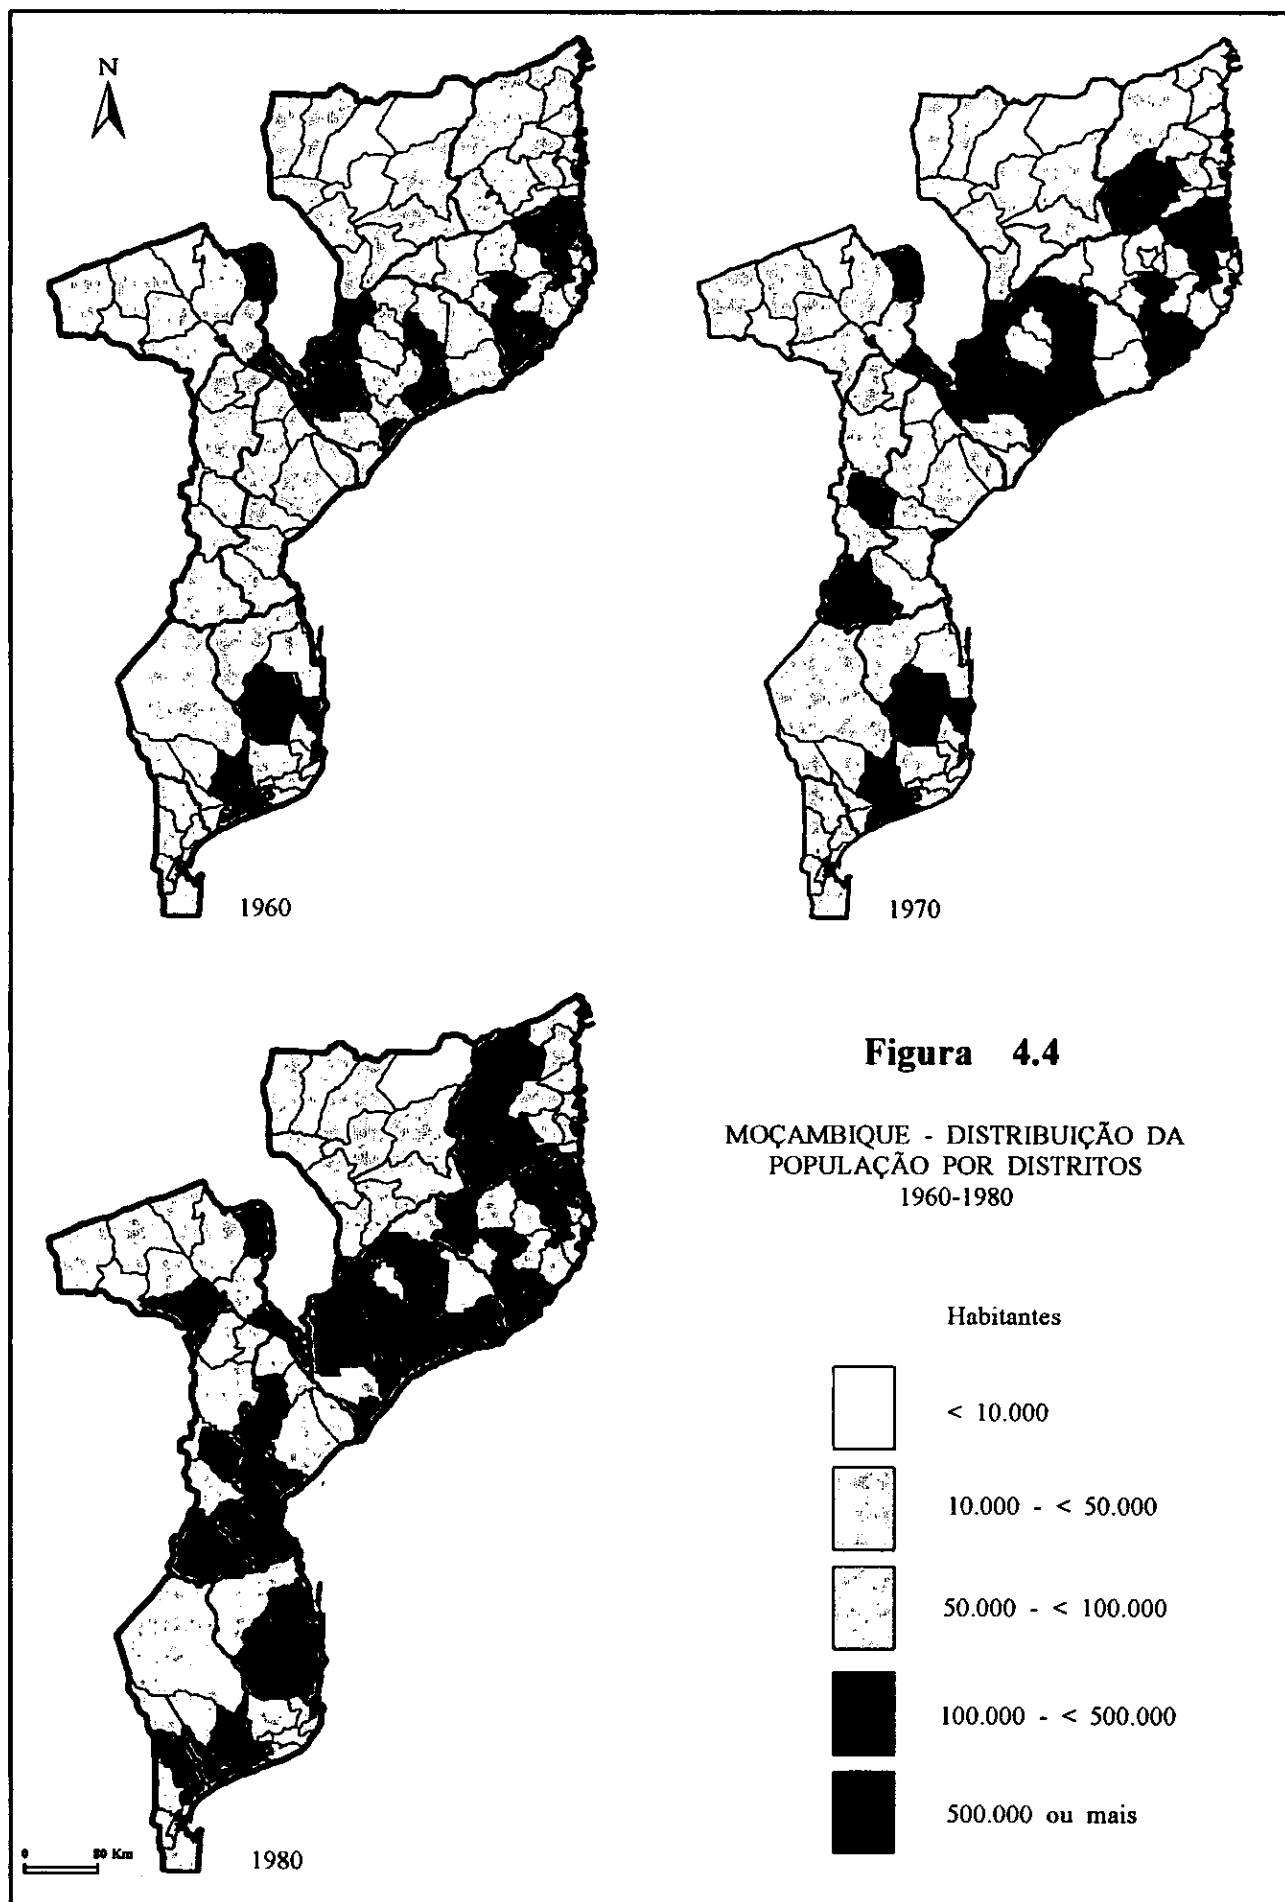 N
1960
1970
Figura 4.4
MOÇAMBIQUE - DISTRIBUIÇÃO DA
POPULAÇÃO POR DISTRITOS
1960-1980
Habitantes
< 10.000
10.000 - < 50.000
50.000 - < 100.000
100.000 - < 500.000
500.000 ou mais
0 80 Km
1980